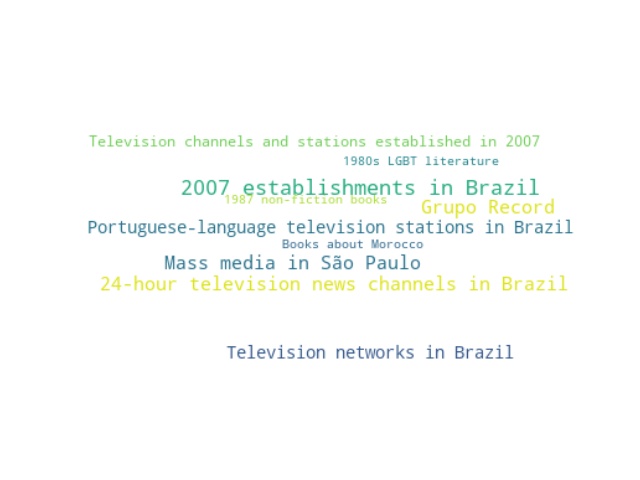 Television channels and stations established in 2007
1980s LGBT literature
2007 establishments in Brazil
1987 non-fiction books
Grupo Record
Portuguese-language television stations in Brazil
Books about Morocco
Mass media in São Paulo
24-hour television news channels in Brazil
Television networks in Brazil